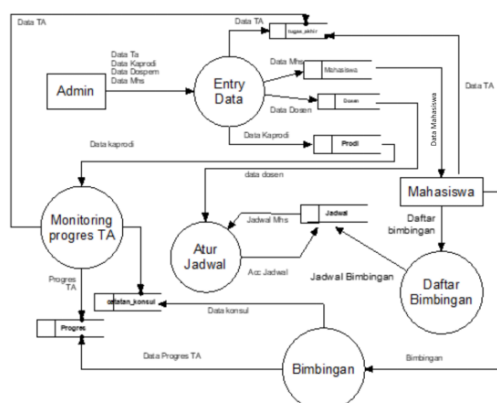 Data TA
Data TA
tugas_akhir
Data Ta
Data Kaprodi
Data Dospem
Data Mhs
Admin
Entry
Data
Data Mhs
Mahasiswa
Data Dosen
Dosen
Data Kaprodi
Prodi
Data TA
Data Mahasiswa
Data kaprodi
data dosen
Mahasiswa
Monitoring
progres TA
Atur
Jadwal
Jadwal Mhs
Jadwal
Acc Jadwal
Daftar
bimbingan
Jadwal Bimbingan
Daftar
Bimbingan
Progres
TA
catatan_konsul
Data konsul
Progres
Data Progres TA
Bimbingan
Bimbingan